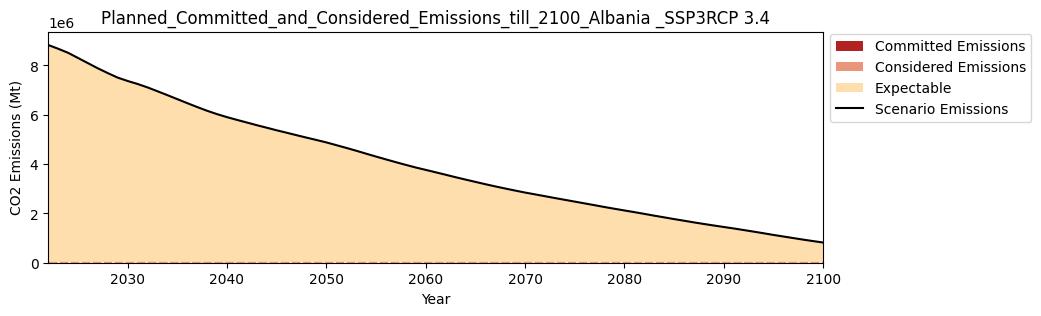 Planned_Committed_and_Considered_Emissions_till_2100_Albania _SSP3RCP 3.4
1e6
CO2 Emissions (Mt)
8
6
4
2
0
2030 2040 2050 2060 2070 2080 2090 2100
Year
Committed Emissions
Considered Emissions
Expectable
Scenario Emissions